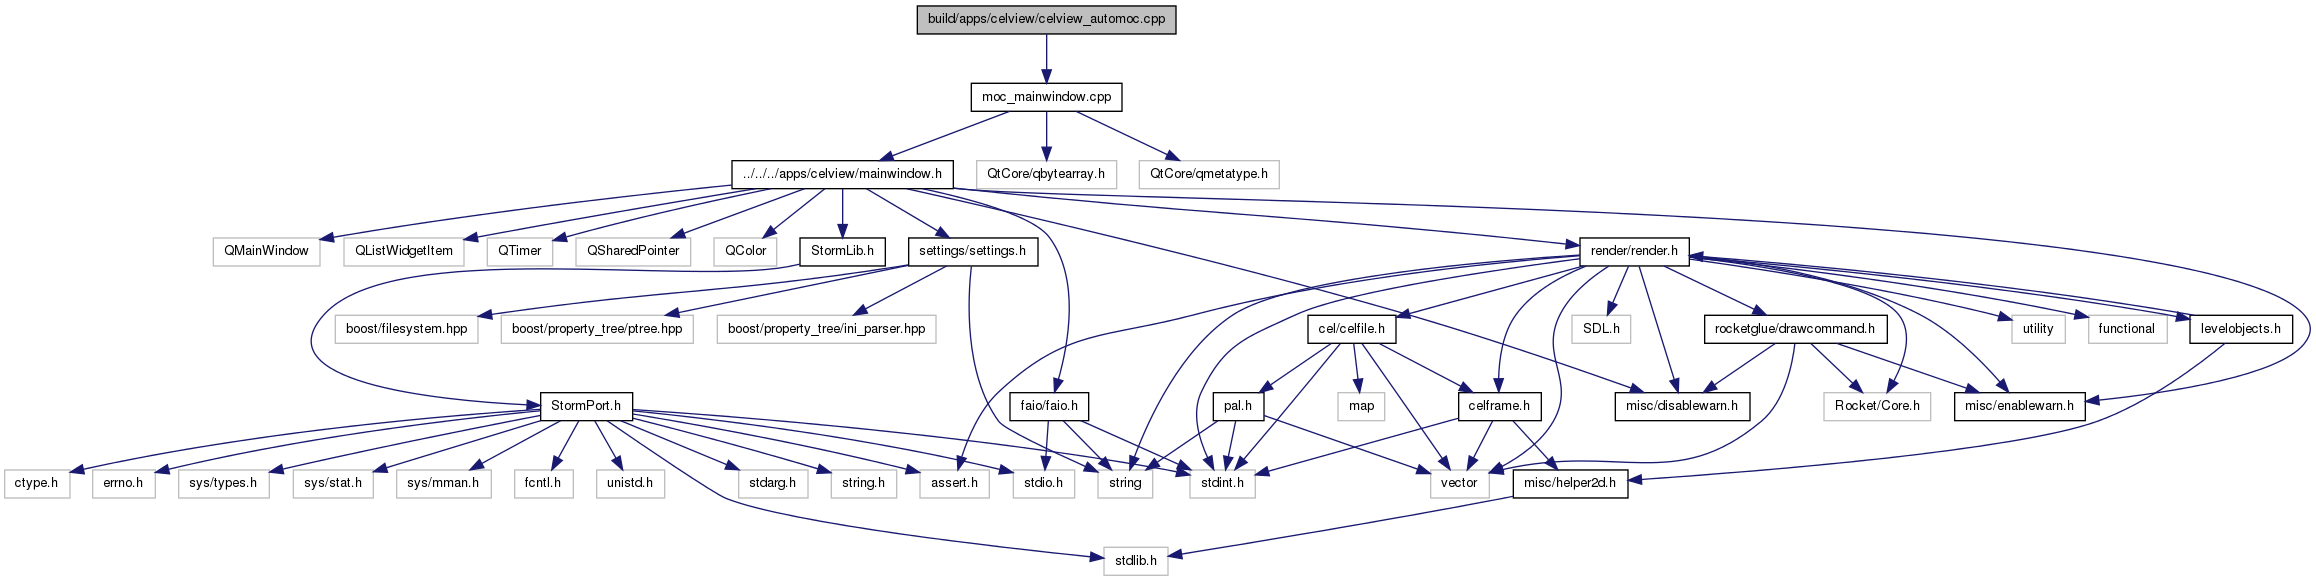 build/apps/celview/celview_automoc.cpp
moc_mainwindow.cpp
../../../apps/celview/mainwindow.h
QtCore/qbytearray.h
QtCore/qmetatype.h
QMainWindow
QListWidgetItem
QTimer
QSharedPointer
QColor
StormLib.h
settings/settings.h
render/render.h
boost/filesystem.hpp
boost/property_tree/ptree.hpp
boost/property_tree/ini_parser.hpp
cel/celfile.h
SDL.h
rocketglue/drawcommand.h
utility
functional
levelobjects.h
StormPort.h
faio/faio.h
pal.h
map
celframe.h
misc/disablewarn.h
Rocket/Core.h
misc/enablewarn.h
ctype.h
errno.h
sys/types.h
sys/stat.h
sys/mman.h
fcntl.h
unistd.h
stdarg.h
string.h
assert.h
stdio.h
string
stdint.h
vector
misc/helper2d.h
stdlib.h